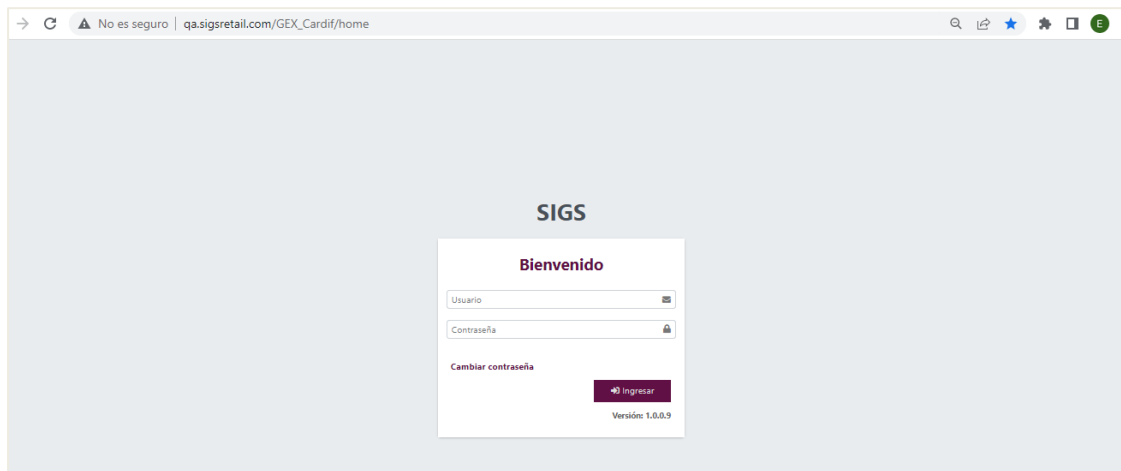 No es seguro | qa.sigsretail.com/GEX_Cardif/home
E
SIGS
Bienvenido
Usuario
Contraseña
Cambiar contraseña
Ingresar
Versión: 1.0.0.9